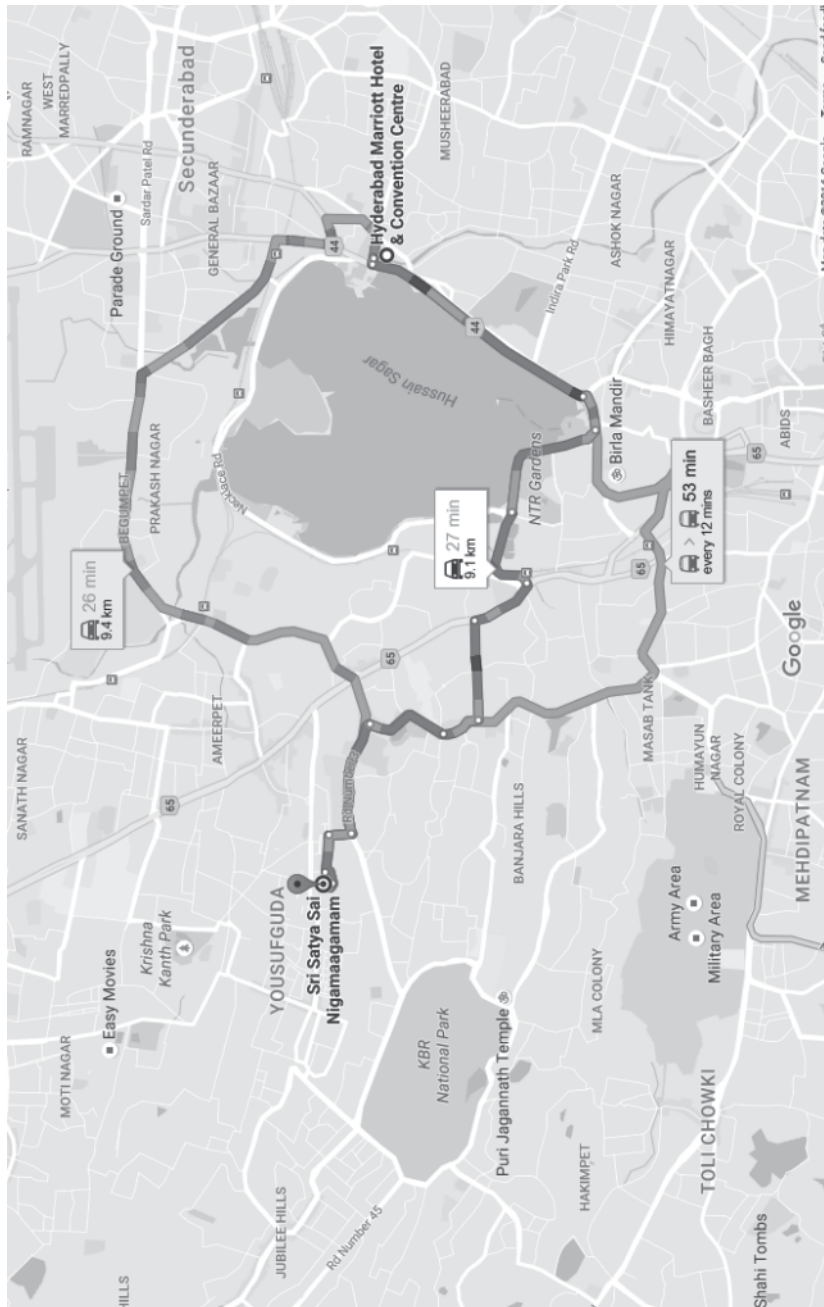 SANATH NAGAR
RAMNAGAR
WEST
MARREDPALLY
MOTI NAGAR
26 min
9.4 km
Easy Movies
Parade Ground
BEGUMPET
HILLS
Sardar Patel Rd
Krishna
Kanth Park
PRAKASH NAGAR
65
Secunderabad
GENERAL BAZAAR
AMEERPET
Necklace Rd
YOUSUFGUDA
JUBILEE HILLS
Sri Satya Sai
Nigamaagamam
44
Rd Number 45
Hyderabad Marriott Hotel
& Convention Centre
65
Hussain Sagar
KBR
National Park
MUSHEERABAD
27 min
9.1 km
44
Puri Jagannath Temple
BANJARA HILLS
NTR Gardens
Indira Park Rd
HAKIMPET
MLA COLONY
Birla Mandir
ASHOK NAGAR
65
MASAB TANK
HIMAYATNAGAR
Army Area
Military Area
53 min
every 12 mins
HUMAYUN
NAGAR
ROYAL COLONY
BASHEER BAGH
TOLI CHOWKI
65
ABIDS
Shahi Tombs
MEHDIPATNAM
Google